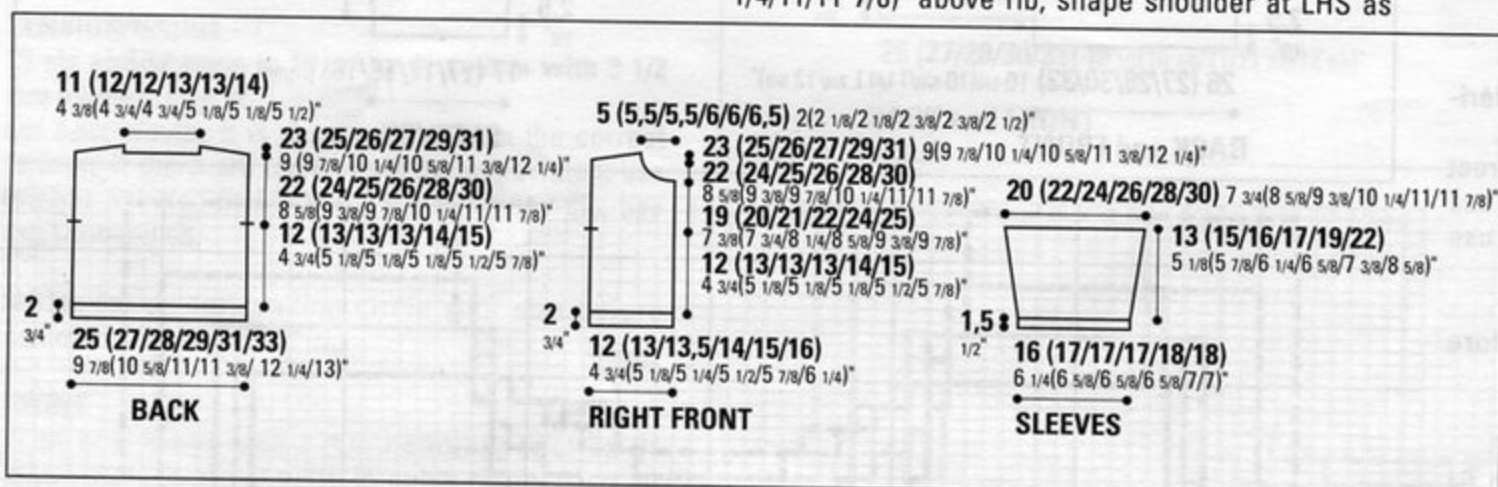 1/4/11/11 7/8)" above rib, shape shoulder at LHS as
11 (12/12/13/13/14)
4 3/8(4 3/4/4 3/4/5 1/8/5 1/8/5 1/2)"
23 (25/26/27/29/31)
9 (9 7/8/10 1/4/10 5/8/11 3/8/12 1/4)"
22 (24/25/26/28/30)
8 5/8(9 3/8/9 7/8/10 1/4/11/11 7/8)"
12 (13/13/13/14/15)
4 3/4(5 1/8/5 1/8/5 1/8/5 1/2/5 7/8)"
2
3/4"
25 (27/28/29/31/33)
9 7/8(10 5/8/11/11 3/8/ 12 1/4/13)"
BACK
5 (5,5/5,5/6/6/6,5) 2(2 1/8/2 1/8/2 3/8/2 3/8/2 1/2)"
23 (25/26/27/29/31) 9(9 7/8/10 1/4/10 5/8/11 3/8/12 1/4)"
22 (24/25/26/28/30)
8 5/8(9 3/8/9 7/8/10 1/4/11/11 7/8)"
19 (20/21/22/24/25)
7 3/8(7 3/4/8 1/4/8 5/8/9 3/8/9 7/8)"
12 (13/13/13/14/15)
4 3/4(5 1/8/5 1/8/5 1/8/5 1/2/5 7/8)"
2
3/4"
12 (13/13,5/14/15/16)
4 3/4(5 1/8/5 1/4/5 1/2/5 7/8/6 1/4)"
RIGHT FRONT
20 (22/24/26/28/30) 7 3/4(8 5/8/9 3/8/10 1/4/11/11 7/8)"
13 (15/16/17/19/22)
5 1/8(5 7/8/6 1/4/6 5/8/7 3/8/8 5/8)"
1,5
1/2"
16 (17/17/17/18/18)
6 1/4(6 5/8/6 5/8/6 5/8/7/7)"
SLEEVES